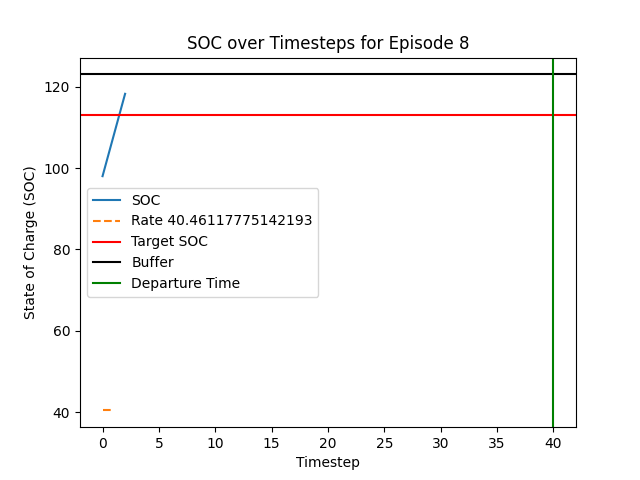 SOC over Timesteps for Episode 8
120
100
80
60
40
State of Charge (SOC)
SOC
Rate 40.46117775142193
Target SOC
Buffer
Departure Time
0 5 10 15 20 25 30 35 40
Timestep